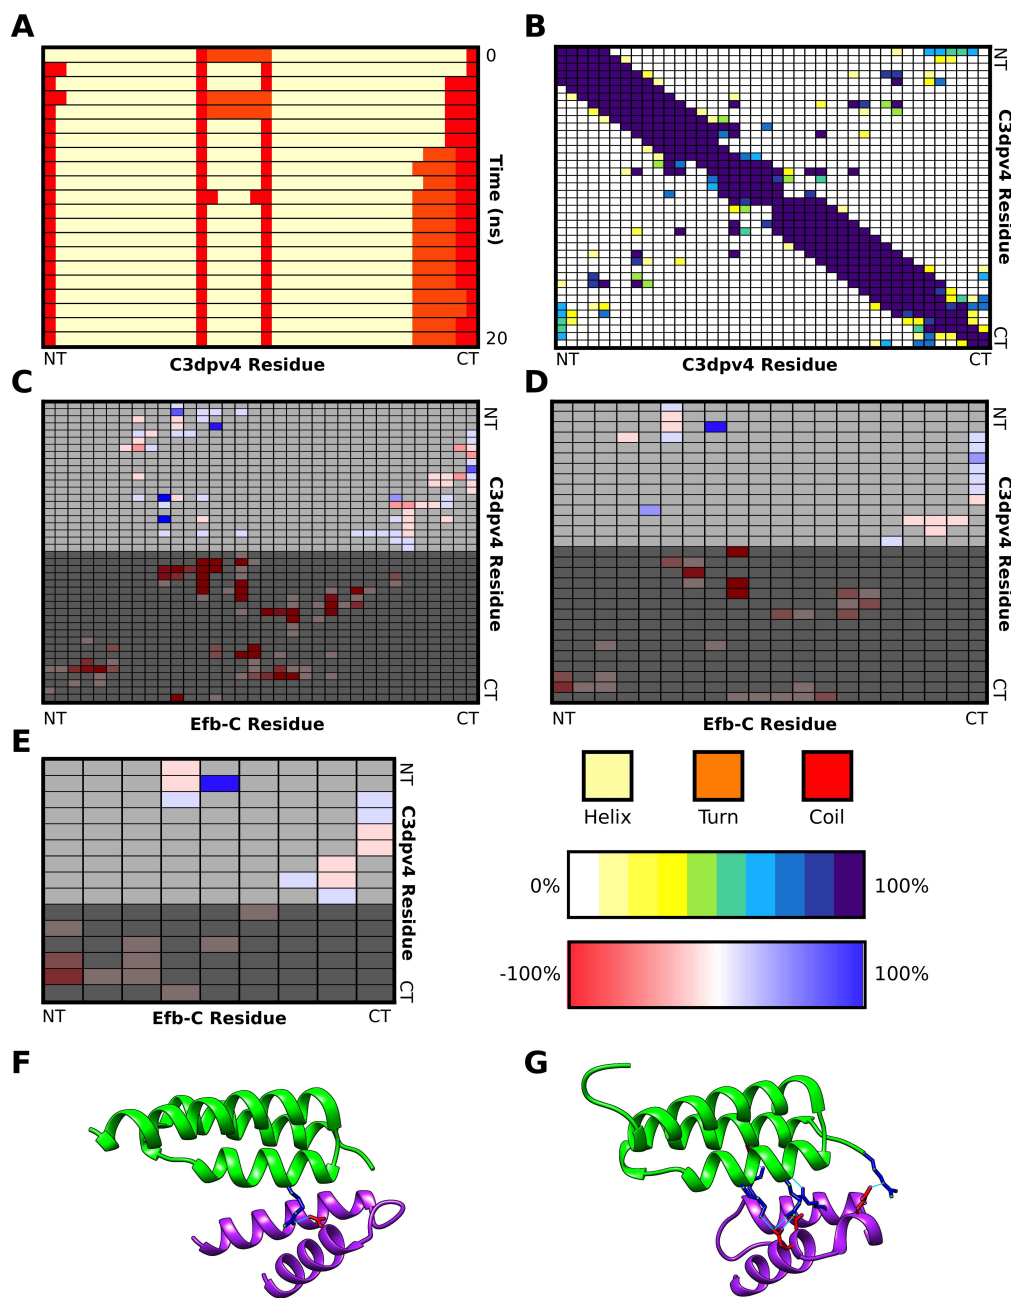 A
B
0
Time (ns)
20
NT
CT
C3dpv4 Residue
NT
C3dpv4 Residue
CT
NT
CT
C3dpv4 Residue
C
D
NT
C3dpv4 Residue
CT
NT
CT
Efb-C Residue
NT
C3dpv4 Residue
CT
NT
CT
Efb-C Residue
E
NT
C3dpv4 Residue
CT
NT
CT
Efb-C Residue
Helix
Turn
Coil
0%
100%
-100%
100%
F
G